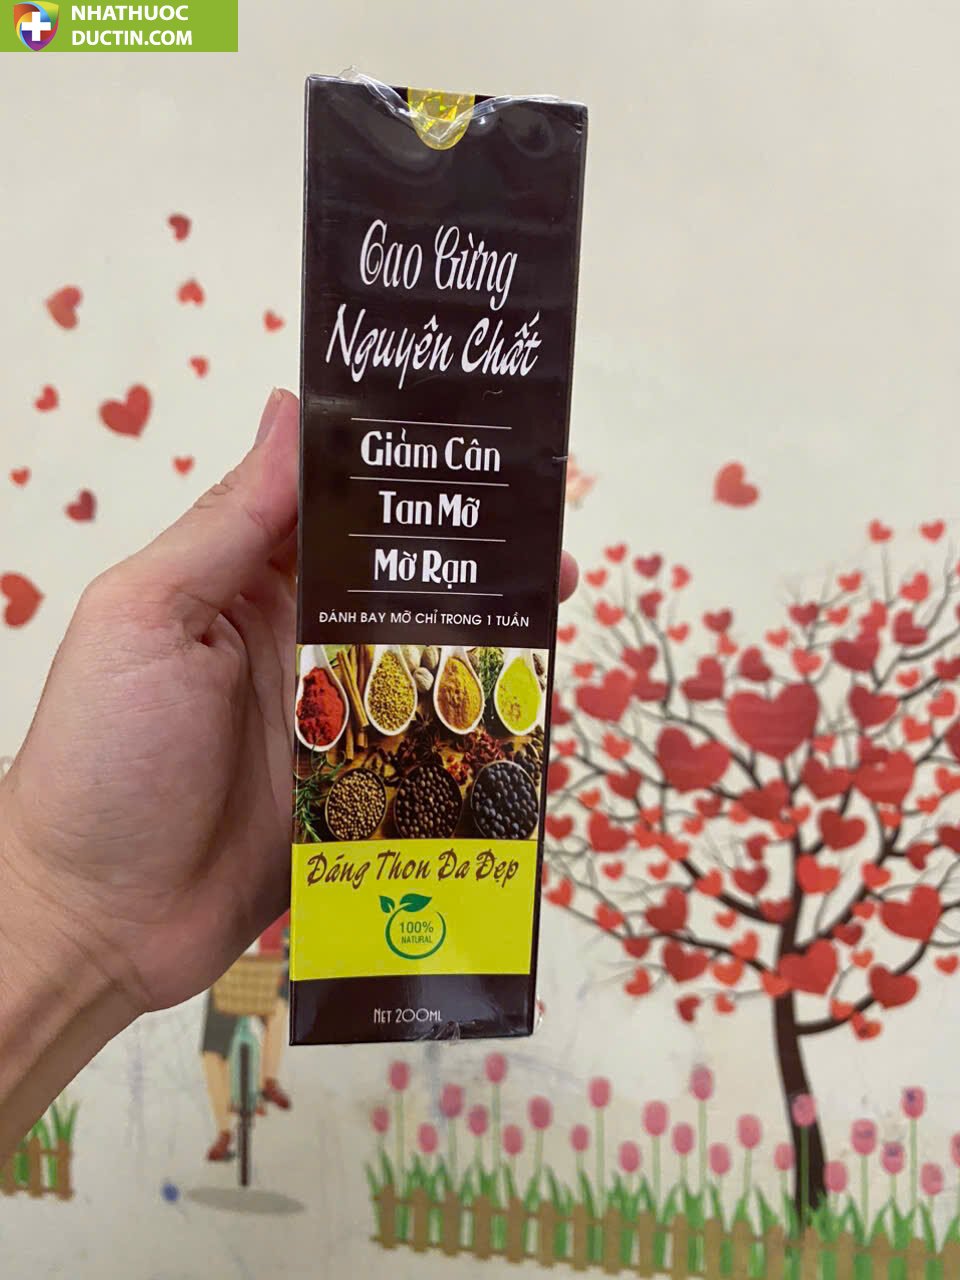 NHATHUOC
DUCTIN.COM
Cao Gừng
Nguyên Chất
Giảm Cân
Tan Mỡ
Mờ Rạn
ĐÁNH BAY MỠ CHỈ TRONG 1 TUẦN
Dáng Thon Da Đẹp
100%
NATURAL
NET 200ML